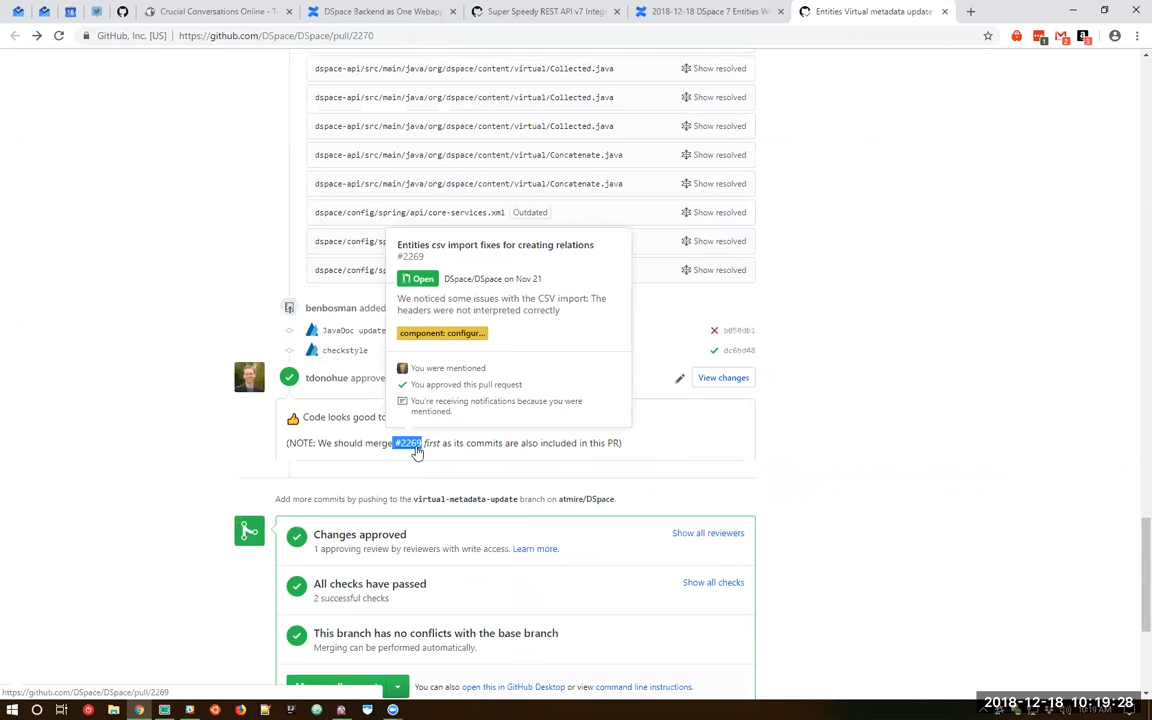 Crucial Conversations Online - T
DSpace Backend as One Webapp
Super Speedy REST API v7 Integ
2018-12-18 DSpace 7 Entities W
Entities Virtual metadata update
GitHub, Inc. [US] | https://github.com/DSpace/DSpace/pull/2270
dspace-api/src/main/java/org/dspace/content/virtual/Collected.java Show resolved
dspace-api/src/main/java/org/dspace/content/virtual/Collected.java Show resolved
dspace-api/src/main/java/org/dspace/content/virtual/Collected.java Show resolved
dspace-api/src/main/java/org/dspace/content/virtual/Concatenate.java Show resolved
dspace-api/src/main/java/org/dspace/content/virtual/Concatenate.java Show resolved
dspace/config/spring/api/core-services.xml Outdated Show resolved
dspace/config/sp Show resolved
dspace/config/sp Show resolved
Entities csv import fixes for creating relations
#2269
Open DSpace/DSpace on Nov 21
We noticed some issues with the CSV import: The
headers were not interpreted correctly
component: configur...
You were mentioned
You approved this pull request
You're receiving notifications because you were
mentioned.
benbosman added
JavaDoc update b050db1
checkstyle dc6bd48
tdonohue approve View changes
Code looks good to
(NOTE: We should merge #2269 first as its commits are also included in this PR)
Add more commits by pushing to the virtual-metadata-update branch on atmire/DSpace.
Changes approved Show all reviewers
1 approving review by reviewers with write access. Learn more.
All checks have passed Show all checks
2 successful checks
This branch has no conflicts with the base branch
Merging can be performed automatically.
You can also open this in GitHub Desktop or view command line instructions.
https://github.com/DSpace/DSpace/pull/2269
2018-12-18 10:19:28
10:19 AM